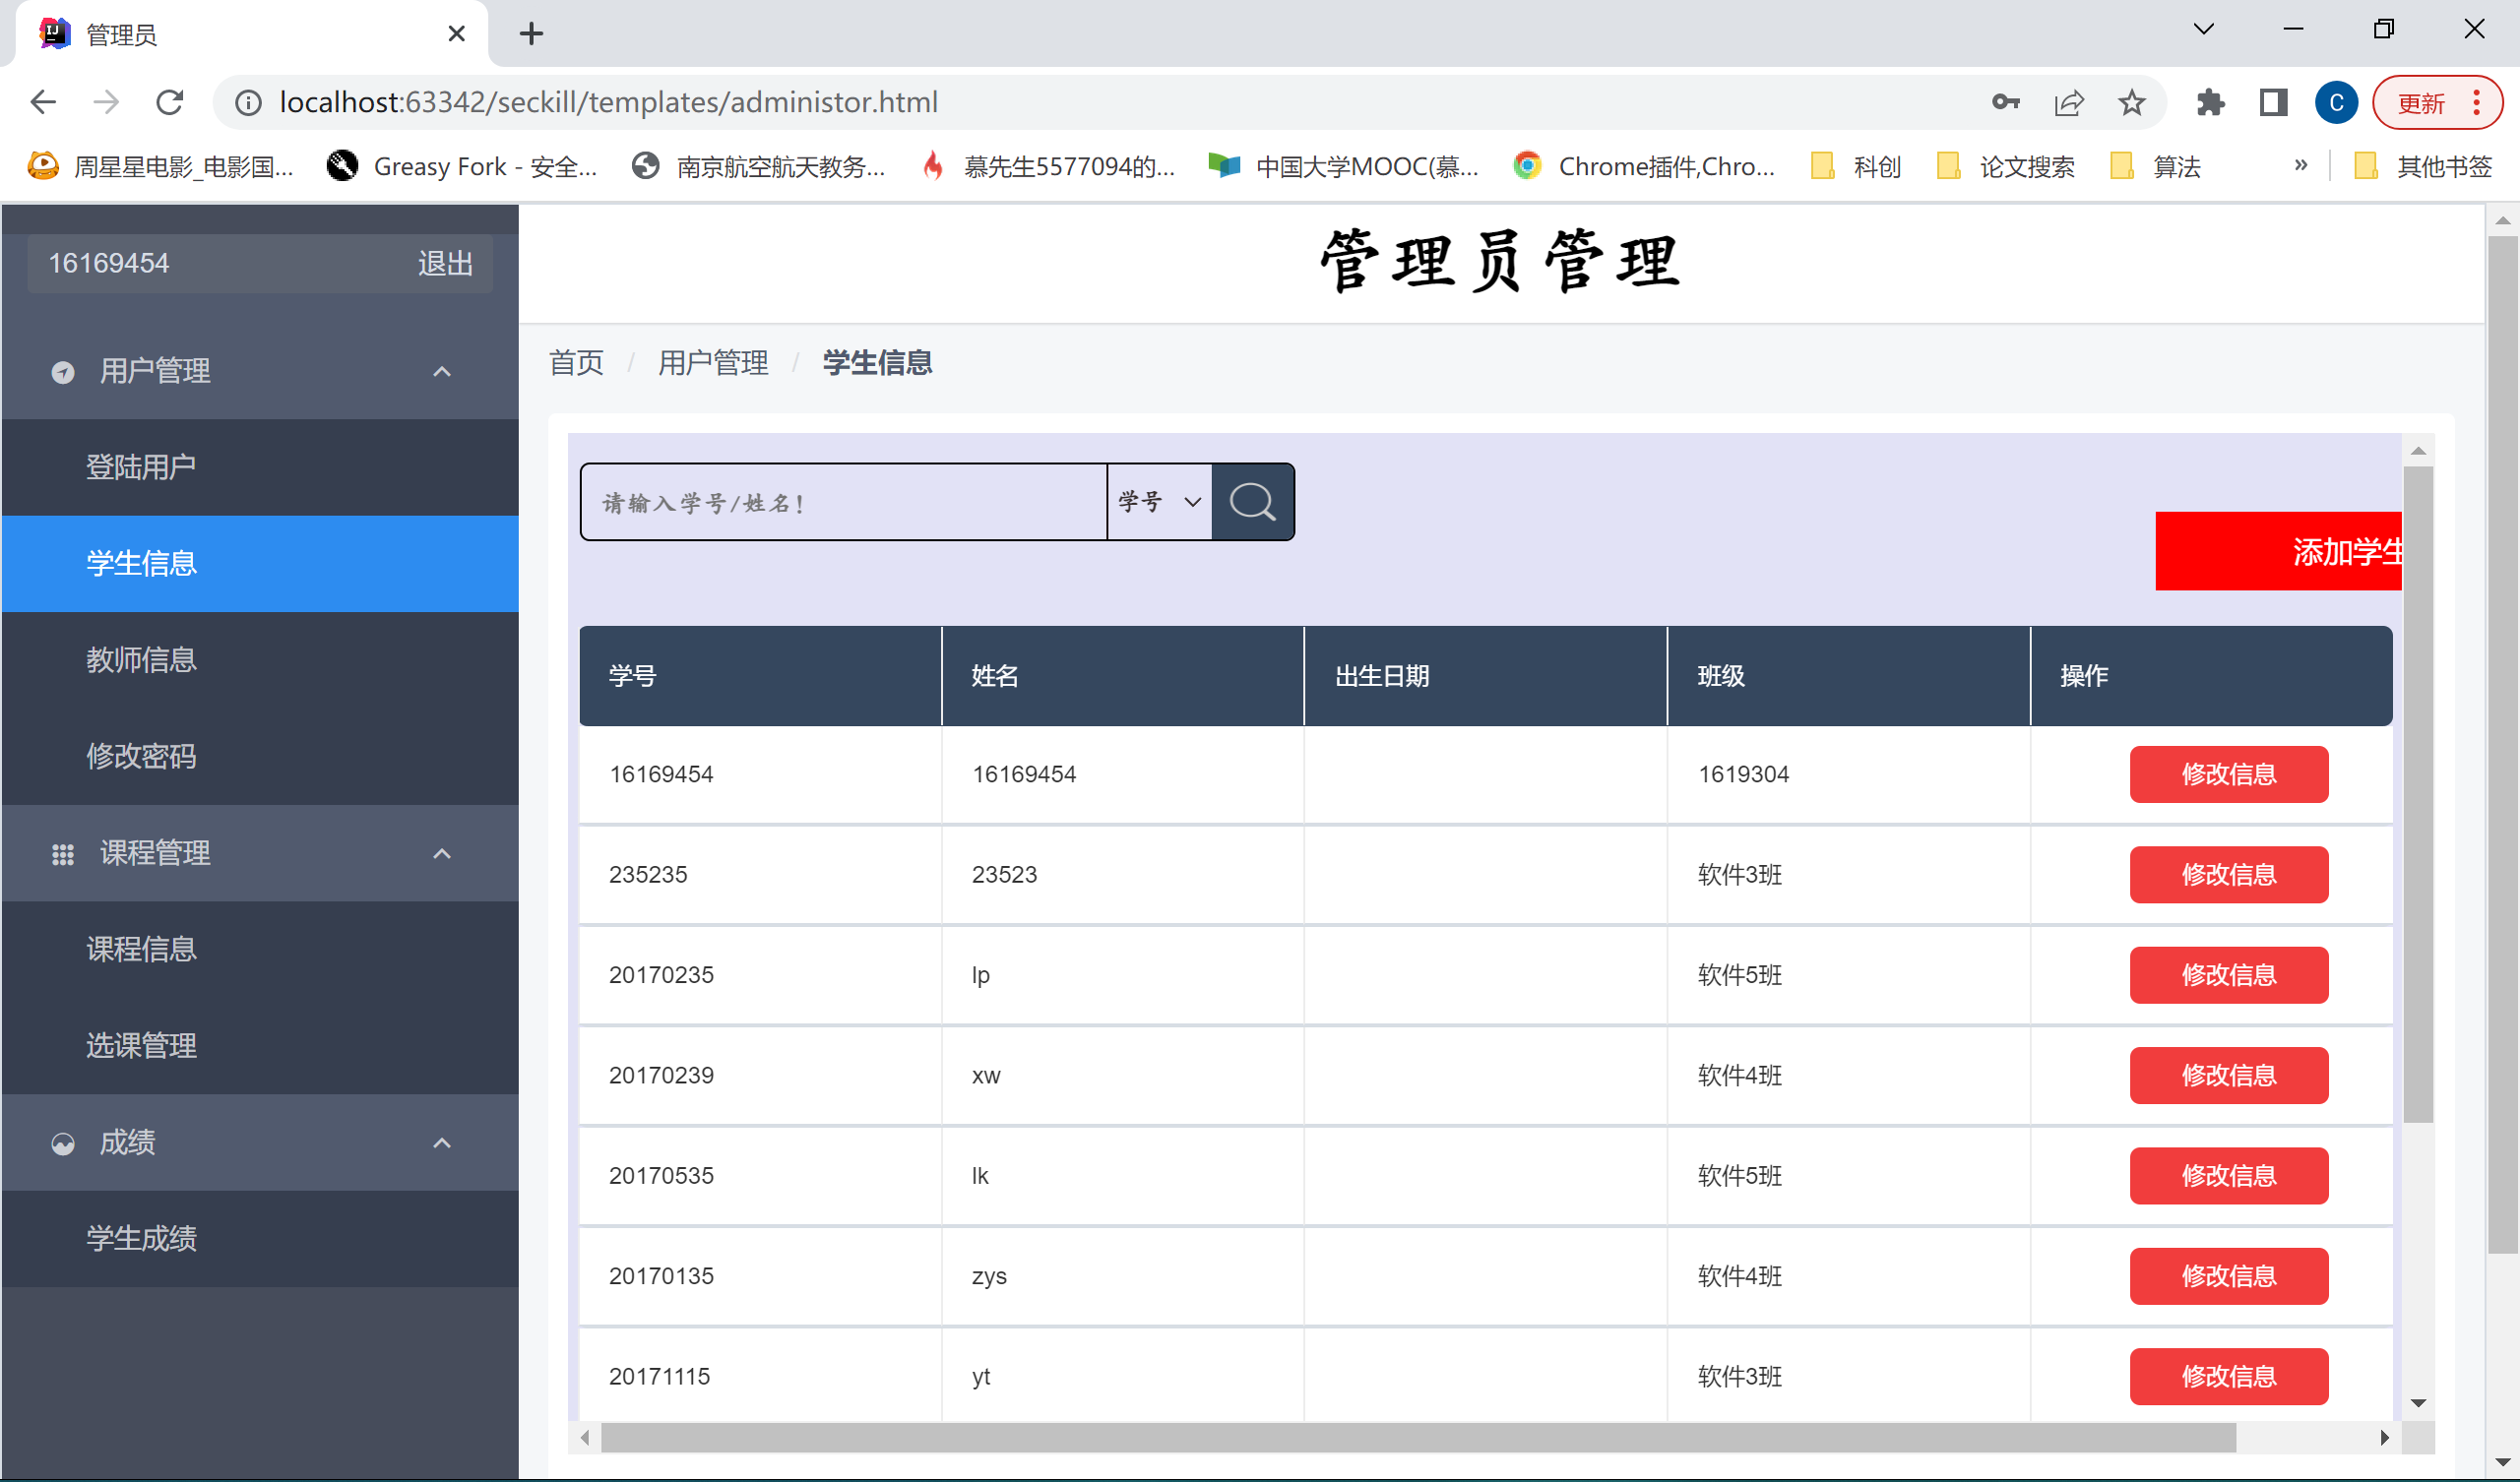 管理员
localhost:63342/seckill/templates/administor.html
更新
周星星电影_电影国...
Greasy Fork - 安全...
南京航空航天教务...
慕先生5577094的...
中国大学MOOC(慕...
Chrome插件,Chro...
科创
论文搜索
算法
»
其他书签
16169454 退出
用户管理
登陆用户
学生信息
教师信息
修改密码
课程管理
课程信息
选课管理
成绩
学生成绩
管理员管理
首页 / 用户管理 / 学生信息
请输入学号/姓名！ 学号
添加学生
学号 姓名 出生日期 班级 操作
16169454 16169454 1619304 修改信息
235235 23523 软件3班 修改信息
20170235 lp 软件5班 修改信息
20170239 xw 软件4班 修改信息
20170535 lk 软件5班 修改信息
20170135 zys 软件4班 修改信息
20171115 yt 软件3班 修改信息